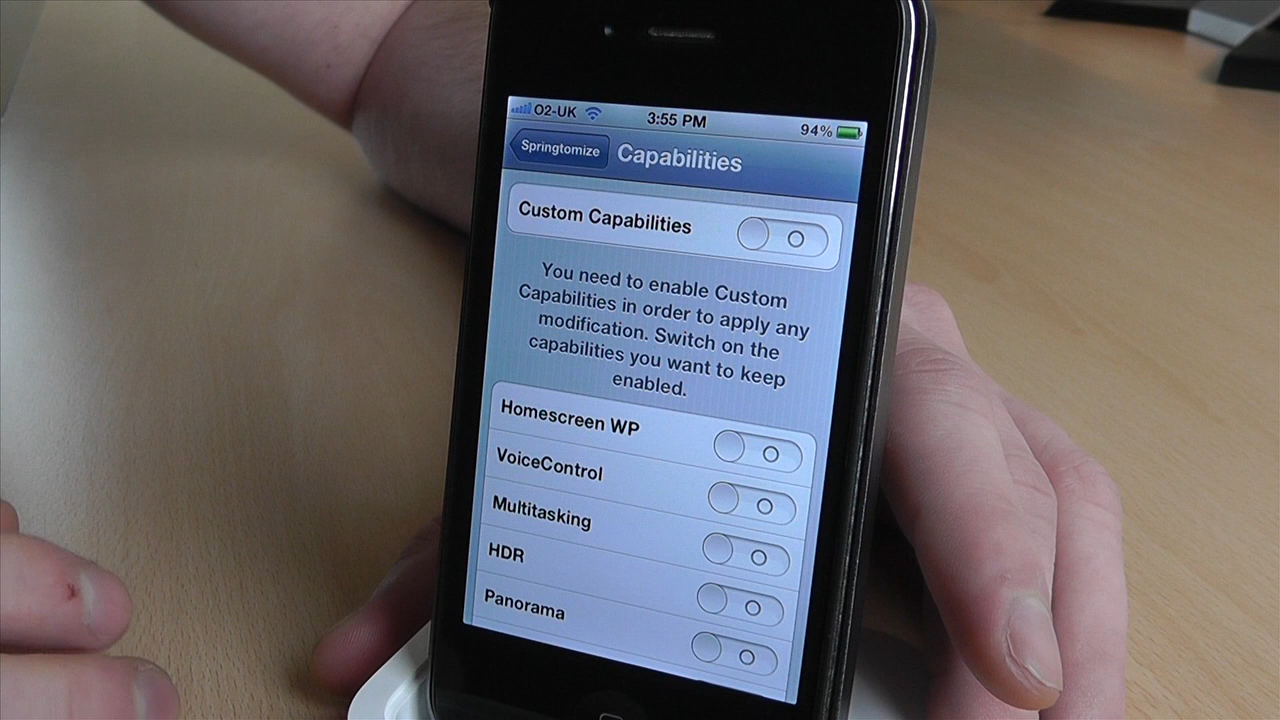 O2-UK 3:55 PM 94%
Springtomize Capabilities
Custom Capabilities
You need to enable Custom
Capabilities in order to apply any
modification. Switch on the
capabilities you want to keep
enabled.
Homescreen WP
VoiceControl
Multitasking
HDR
Panorama